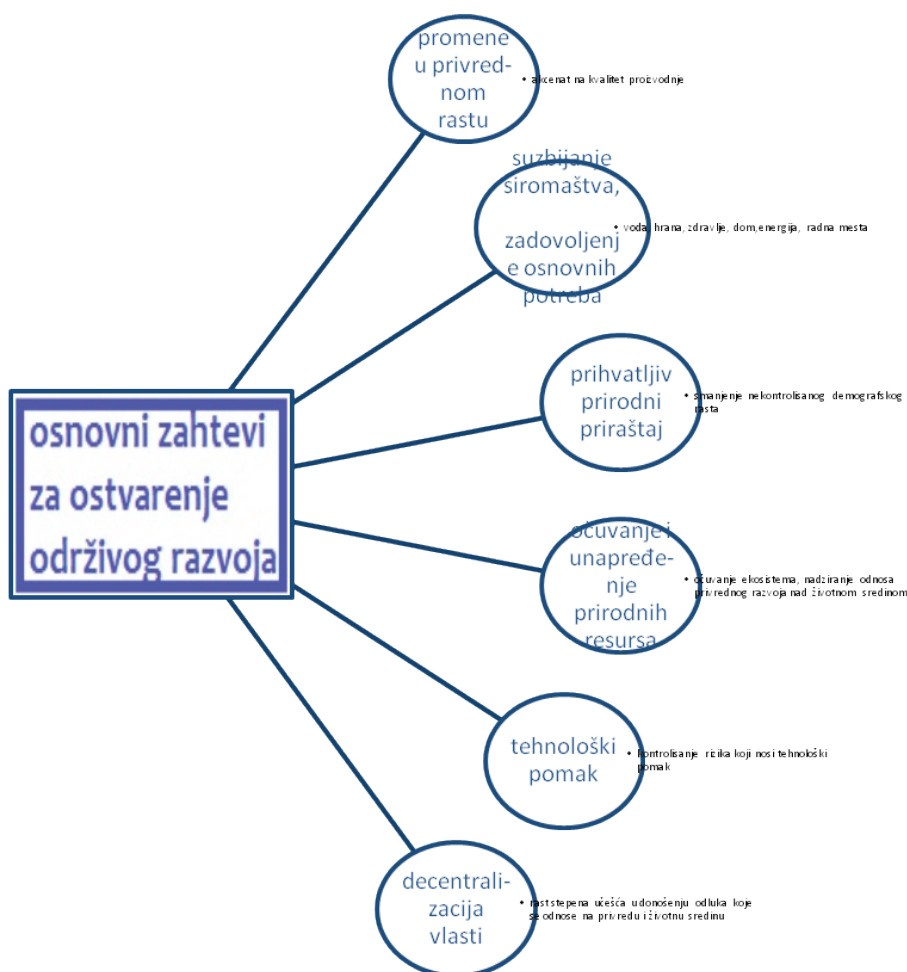 promene
u privred-
nom
rastu
• akcenat na kvalitet proizvodnje
suzbijanje
siromaštva,
zadovoljenj
e osnovnih
potreba
• voda, hrana, zdravlje, dom,energija, radna mesta
prihvatljiv
prirodni
priraštaj
• smanjenje nekontrolisanog demografskog
rasta
osnovni zahtevi
za ostvarenje
održivog razvoja
očuvanje i
unapređe-
nje
prirodnih
resursa
• očuvanje ekosistema, nadziranje odnosa
privrednog razvoja nad životnom sredinom
tehnološki
pomak
• kontrolisanje rizika koji nosi tehnološki
pomak
decentrali-
zacija
vlasti
• rast stepena učešća u donošenju odluka koje
se odnose na privredu i životnu sredinu